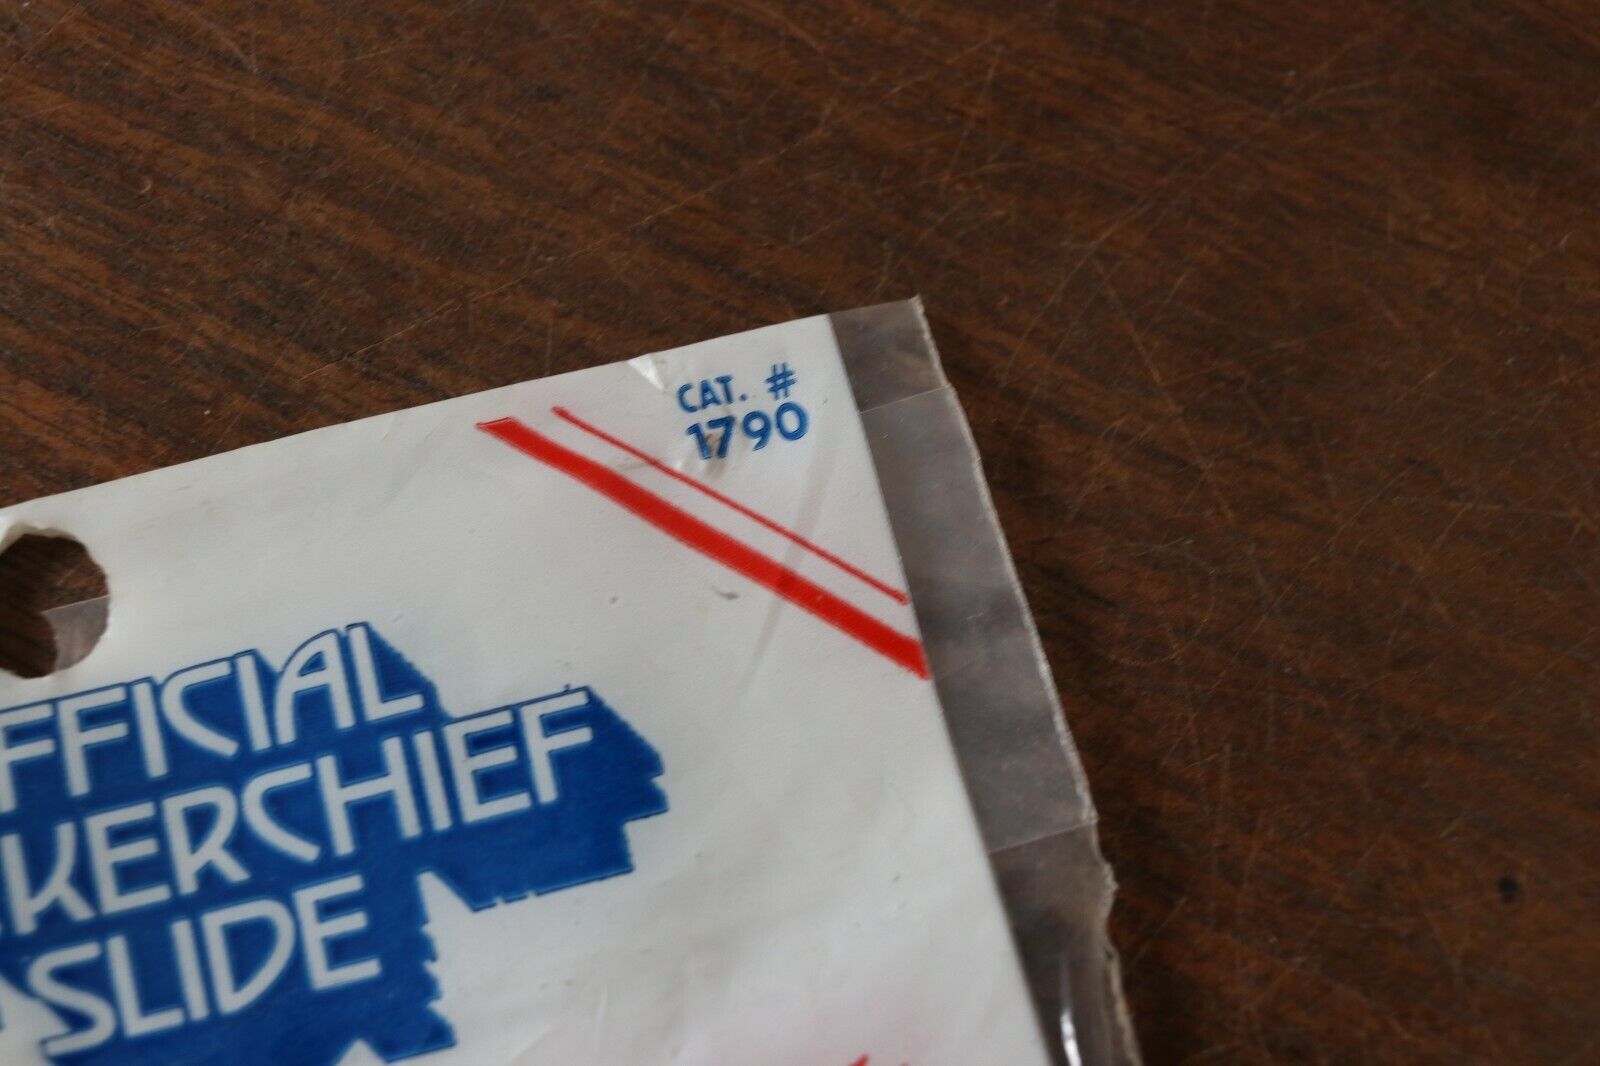 CAT. #
1790
FFICIAL
KERCHIEF
SLIDE